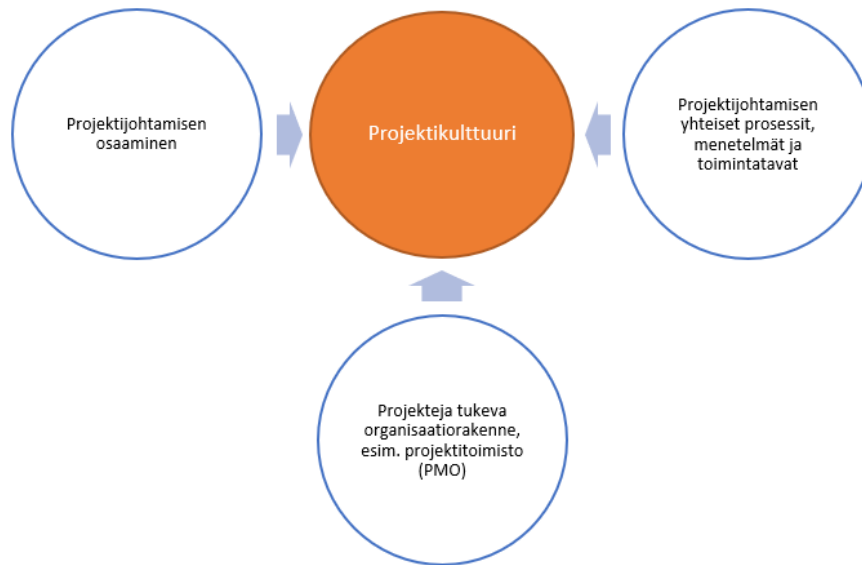 Projektijohtamisen
osaaminen
Projektikulttuuri
Projektijohtamisen
yhteiset prosessit,
menetelmät ja
toimintatavat
Projekteja tukeva
organisaatiorakenne,
esim. projektitoimisto
(PMO)